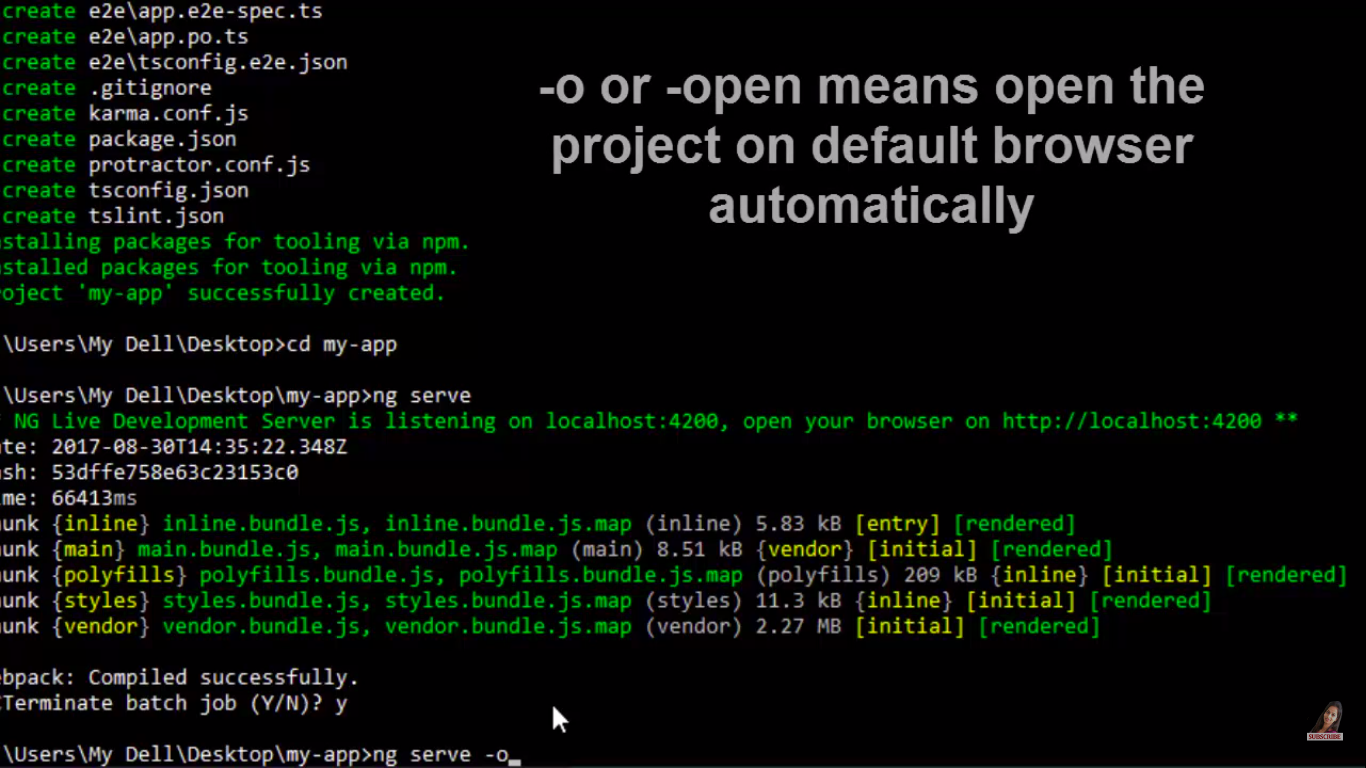 create e2e\app.e2e-spec.ts
create e2e\app.po.ts
create e2e\tsconfig.e2e.json
create .gitignore
create karma.conf.js
create package.json
create protractor.conf.js
create tsconfig.json
create tslint.json
stalling packages for tooling via npm.
stalled packages for tooling via npm.
oject 'my-app' successfully created.
-o or -open means open the
project on default browser
automatically
\Users\My Dell\Desktop>cd my-app
\Users\My Dell\Desktop\my-app>ng serve
NG Live Development Server is listening on localhost:4200, open your browser on http://localhost:4200 **
te: 2017-08-30T14:35:22.348Z
sh: 53dffe758e63c23153c0
me: 66413ms
unk {inline} inline.bundle.js, inline.bundle.js.map (inline) 5.83 kB [entry] [rendered]
unk {main} main.bundle.js, main.bundle.js.map (main) 8.51 kB {vendor} [initial] [rendered]
unk {polyfills} polyfills.bundle.js, polyfills.bundle.js.map (polyfills) 209 kB {inline} [initial] [rendered]
unk {styles} styles.bundle.js, styles.bundle.js.map (styles) 11.3 kB {inline} [initial] [rendered]
unk {vendor} vendor.bundle.js, vendor.bundle.js.map (vendor) 2.27 MB [initial] [rendered]
bpack: Compiled successfully.
CTerminate batch job (Y/N)? y
\Users\My Dell\Desktop\my-app>ng serve -o_
SUBSCRIBE